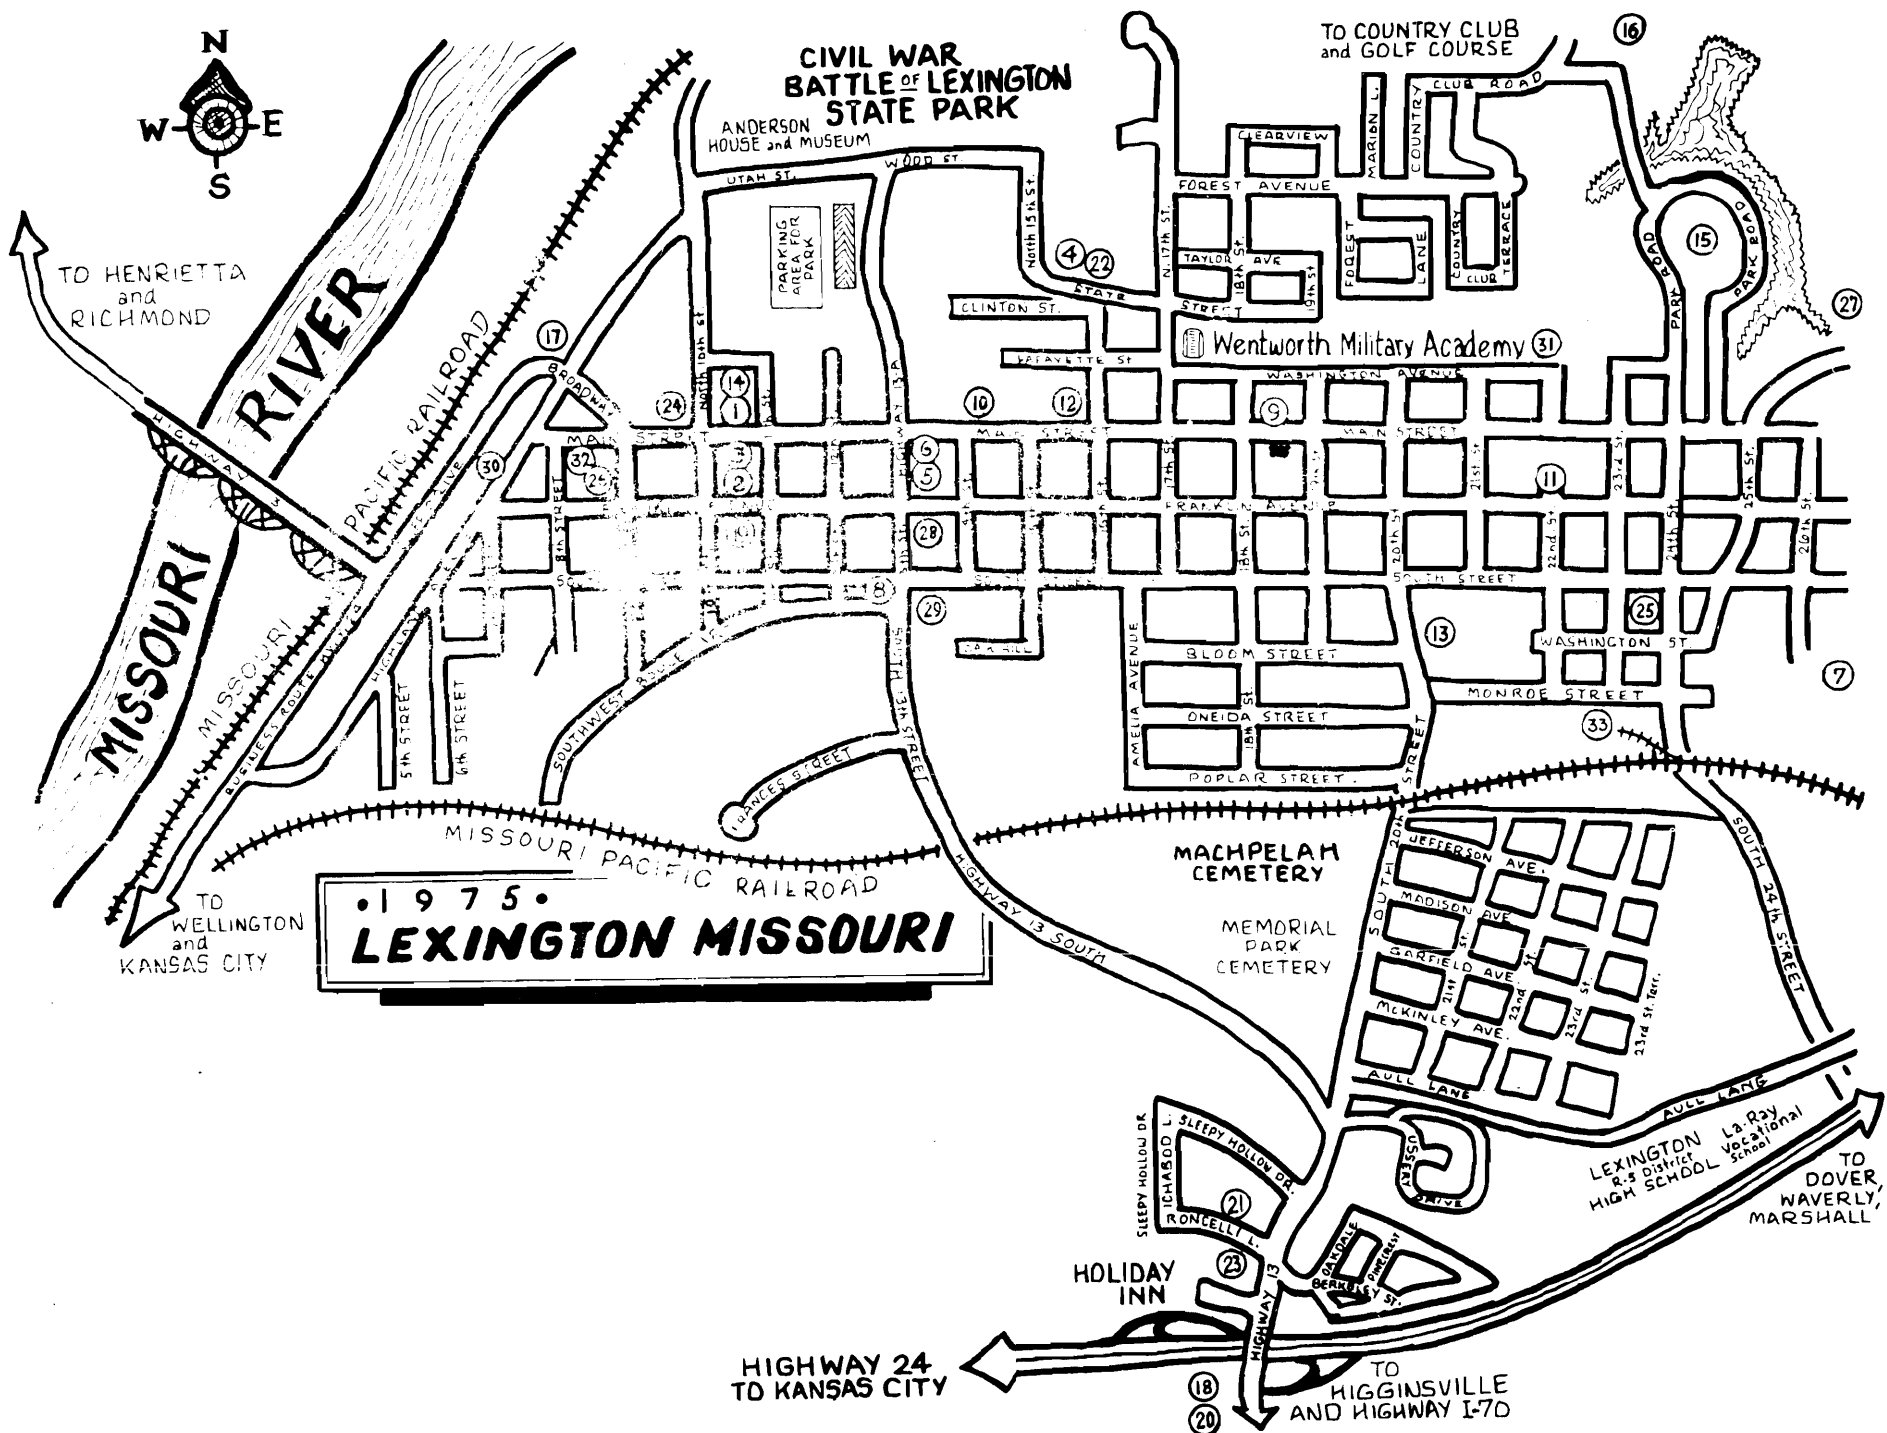 N
W
E
S
CIVIL WAR
BATTLE OF LEXINGTON
STATE PARK
ANDERSON
HOUSE and MUSEUM
TO COUNTRY CLUB
and GOLF COURSE
16
CLUB ROAD
MARION L.
COUNTRY
CLEARVIEW
FOREST AVENUE
UTAH ST.
WOOD ST.
PARKING
AREA FOR
PARK
North 15th St.
4
22
STATE
STREET
N. 17th ST.
TAYLOR AVE
18th St.
19th St
FOREST
LANE
COUNTRY
CLUB
TERRACE
PARK ROAD
15
PARK ROAD
27
TO HENRIETTA
and
RICHMOND
MISSOURI
RIVER
HIGHWAY 13
MISSOURI
PACIFIC RAILROAD
17
BROADWAY
North 10th St.
CLINTON ST.
LAFAYETTE St
Wentworth Military Academy
31
WASHINGTON AVENUE
14
1
24
10
12
9
MAIN STREET
MAIN STREET
MAIN STREET
30
32
26
2
6
5
11
8th STREET
17th St.
21st St.
23rd St.
25th St.
FRANKLIN AVENUE
28
18th St.
20th St.
22nd St.
24th St.
26th St.
SOUTH STREET
8
29
25
13
WASHINGTON ST.
7
OAK HILL
BLOOM STREET
AMELIA AVENUE
MONROE STREET
ONEIDA STREET
18th St.
33
POPLAR STREET
STREET
BUSINESS ROUTE
HIGHWAY
5th STREET
6th STREET
SOUTHWEST BOULE
SOUTH 13th STREET
FRANCES STREET
MISSOURI PACIFIC RAILROAD
TO
WELLINGTON
and
KANSAS CITY
• 1975 •
LEXINGTON MISSOURI
HIGHWAY 13 SOUTH
MACHPELAH
CEMETERY
MEMORIAL
PARK
CEMETERY
SOUTH 20th
JEFFERSON AVE.
MADISON AVE
GARFIELD AVE
McKINLEY AVE.
21st St.
22nd St.
23rd St.
23rd St. Terr.
SOUTH 24th STREET
AULL LANG
AULL LANG
USSERY
DRIVE
SLEEPY HOLLOW DR
ICHABOD L.
SLEEPY HOLLOW DR.
21
RONCELLI L.
23
LEXINGTON
R-5 District
HIGH SCHOOL
La-Ray
Vocational
School
TO
DOVER,
WAVERLY,
MARSHALL
HOLIDAY
INN
HIGHWAY 13
OAKDALE
PINECREST
BERKELEY ST.
HIGHWAY 24
TO KANSAS CITY
18
20
TO
HIGGINSVILLE
AND HIGHWAY I-70